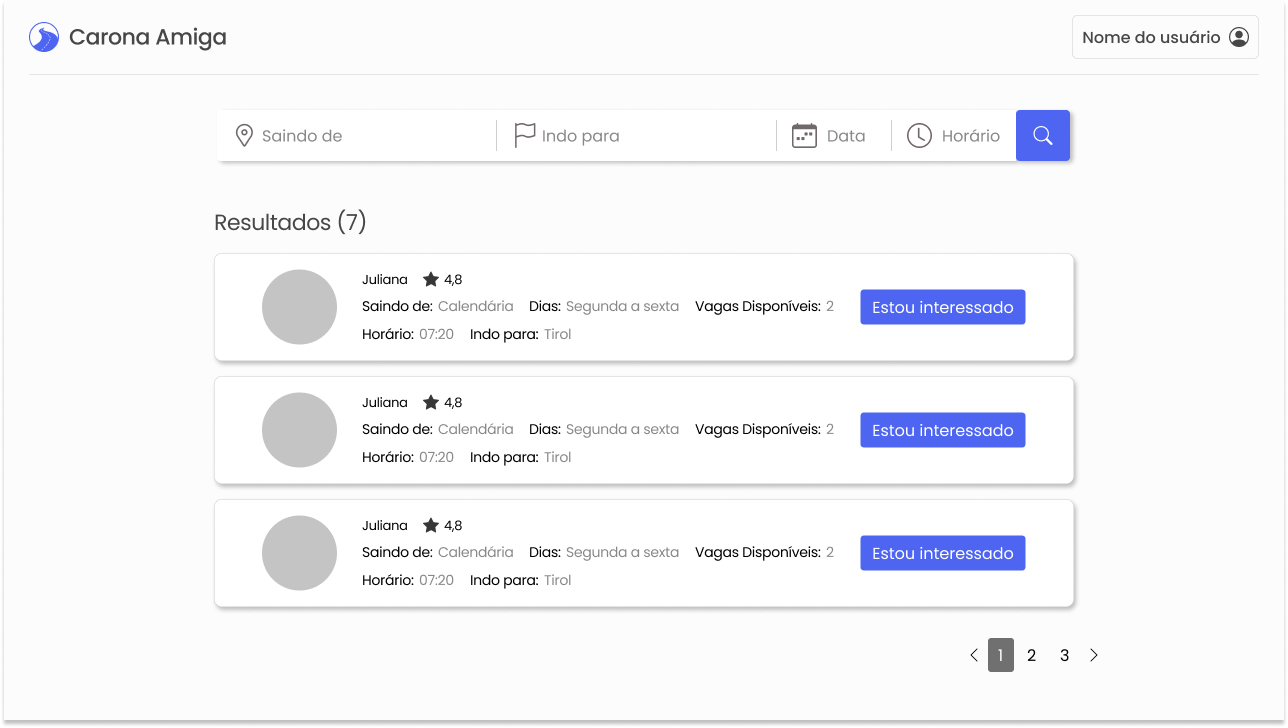 Carona Amiga
Nome do usuário
Saindo de Indo para Data Horário
Resultados (7)
Juliana 4,8
Saindo de: Calendária Dias: Segunda a sexta Vagas Disponíveis: 2
Horário: 07:20 Indo para: Tirol
Estou interessado
Juliana 4,8
Saindo de: Calendária Dias: Segunda a sexta Vagas Disponíveis: 2
Horário: 07:20 Indo para: Tirol
Estou interessado
Juliana 4,8
Saindo de: Calendária Dias: Segunda a sexta Vagas Disponíveis: 2
Horário: 07:20 Indo para: Tirol
Estou interessado
1 2 3